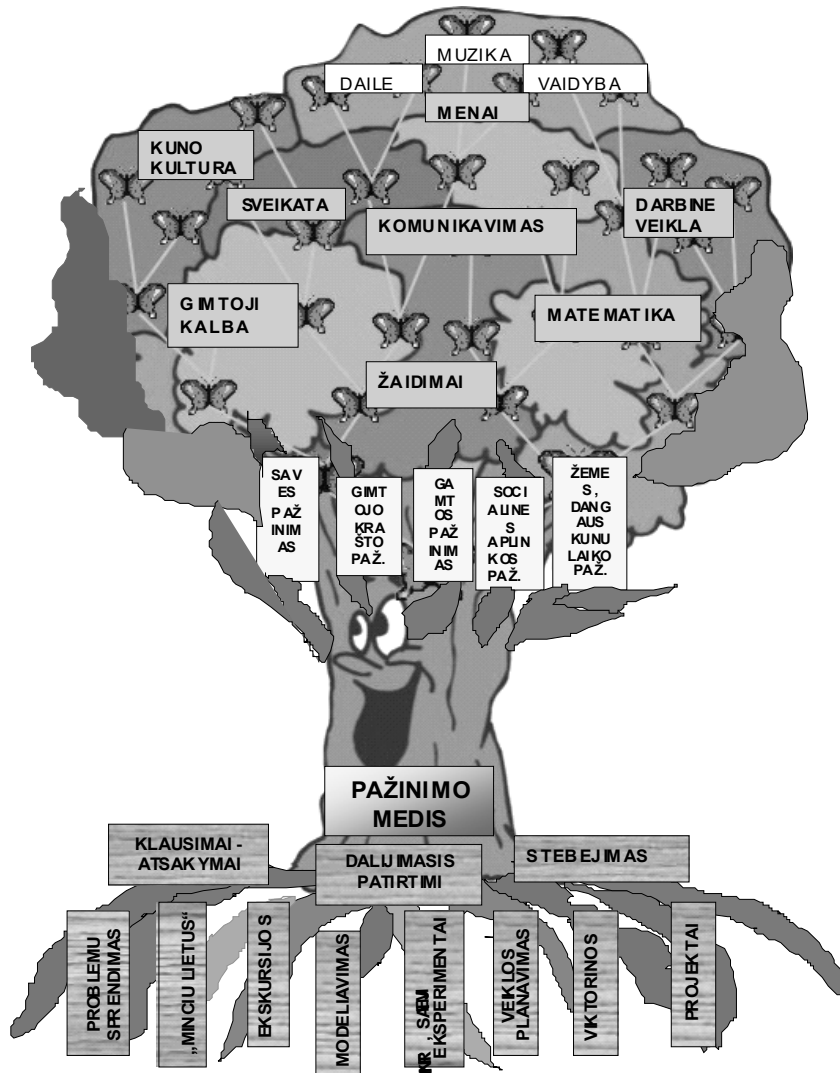 MUZIKA
DAILE
VAIDYBA
MENAI
KUNO
KULTURA
SVEIKATA
KOMUNIKAVIMAS
DARBINE
VEIKLA
GIMTOJI
KALBA
MATEMATIKA
ŽAIDIMAI
SAV
ES
PAŽ
INIM
AS
GIMT
OJO
KRA
ŠTO
PAŽ.
GA
MT
OS
PAŽ
INIM
AS
SOCI
ALINE
S
APLIN
KOS
PAŽ.
ŽEME
S,
DANG
AUS
KUNU
LAIKO
PAŽ.
PAŽINIMO
MEDIS
KLAUSIMAI -
ATSAKYMAI
DALIJIMASIS
PATIRTIMI
STEBEJIMAS
PROBLEMU
SPRENDIMAS
„MINCIU LIETUS“
EKSKURSIJOS
MODELIAVIMAS
EKSPERIMENTAI
VEIKLOS
PLANAVIMAS
VIKTORINOS
PROJEKTAI